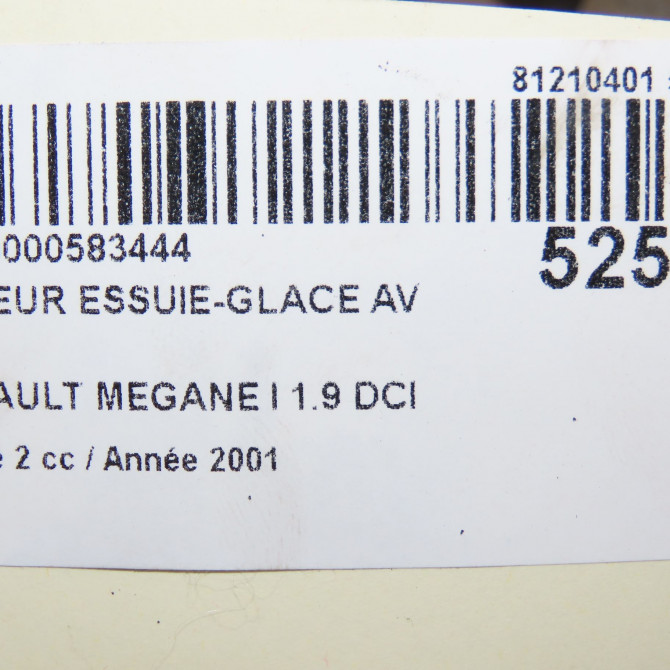 81210401
000583444 525
EUR ESSUIE-GLACE AV
AULT MEGANE I 1.9 DCI
e 2 cc / Année 2001